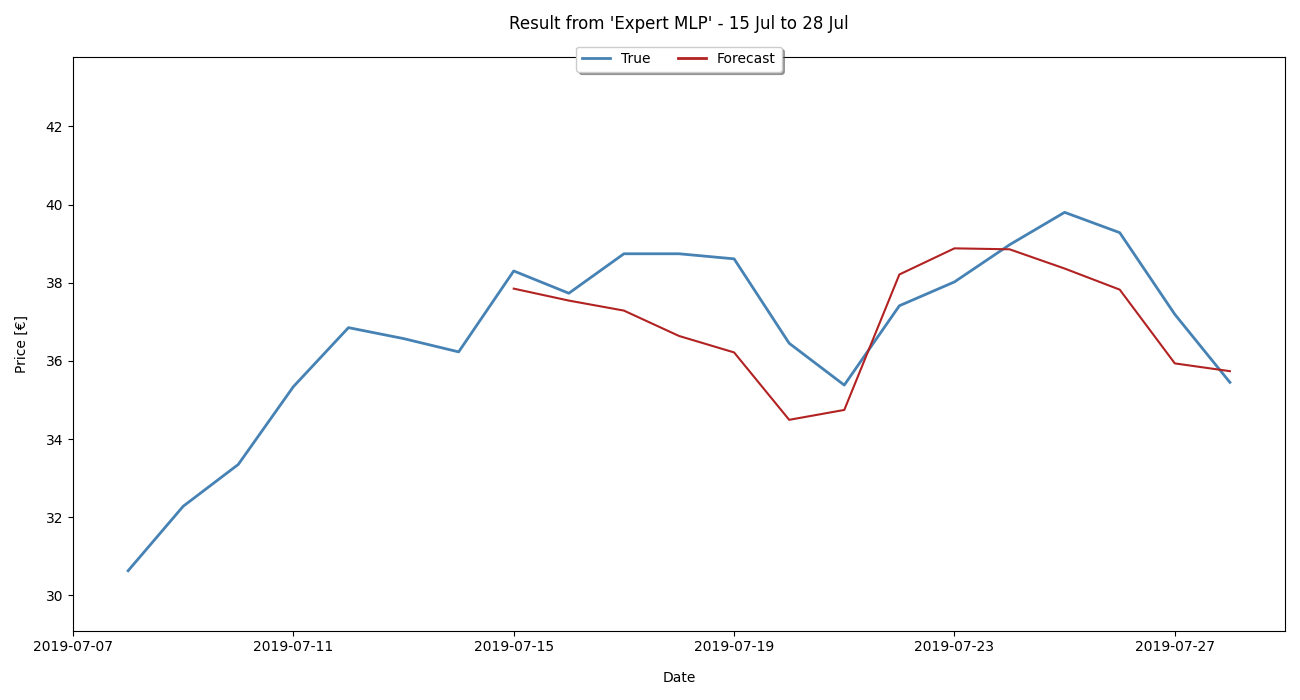 Result from 'Expert MLP' - 15 Jul to 28 Jul
True Forecast
Price [€]
42
40
38
36
34
32
30
2019-07-07 2019-07-11 2019-07-15 2019-07-19 2019-07-23 2019-07-27
Date